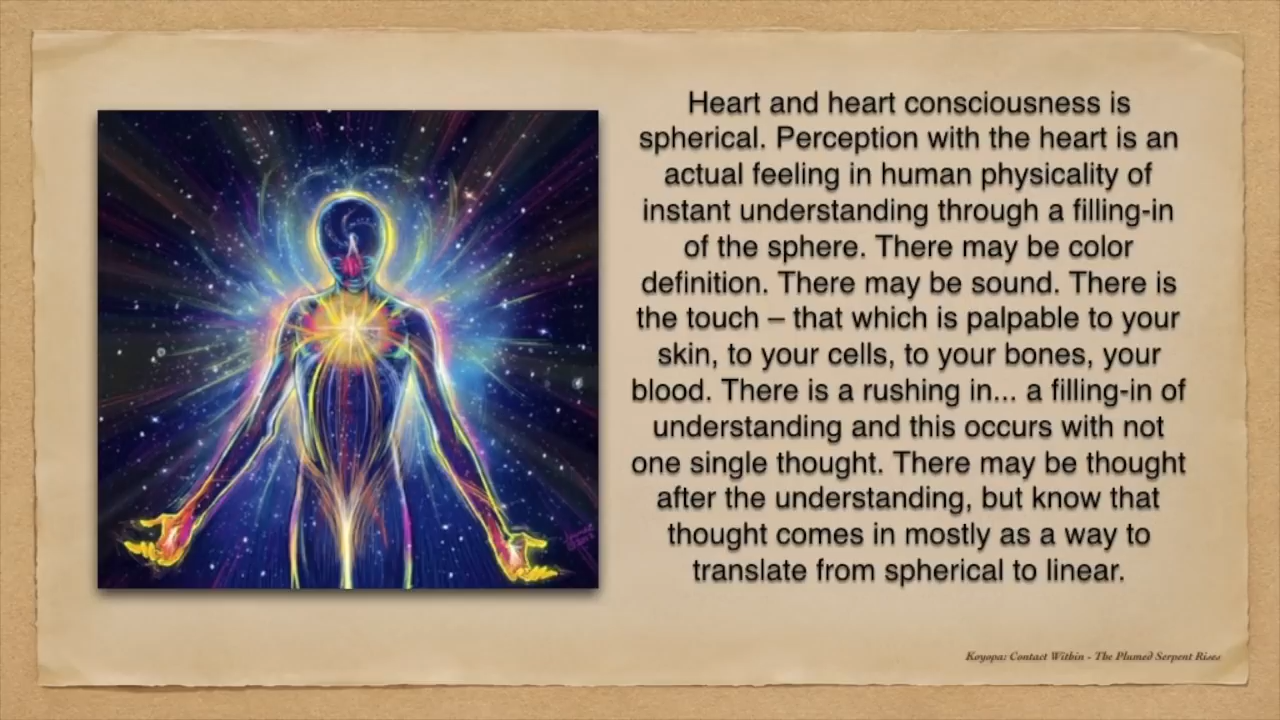 Heart and heart consciousness is
spherical. Perception with the heart is an
actual feeling in human physicality of
instant understanding through a filling-in
of the sphere. There may be color
definition. There may be sound. There is
the touch – that which is palpable to your
skin, to your cells, to your bones, your
blood. There is a rushing in... a filling-in of
understanding and this occurs with not
one single thought. There may be thought
after the understanding, but know that
thought comes in mostly as a way to
translate from spherical to linear.
Koyopa: Contact Within - The Plumed Serpent Rises